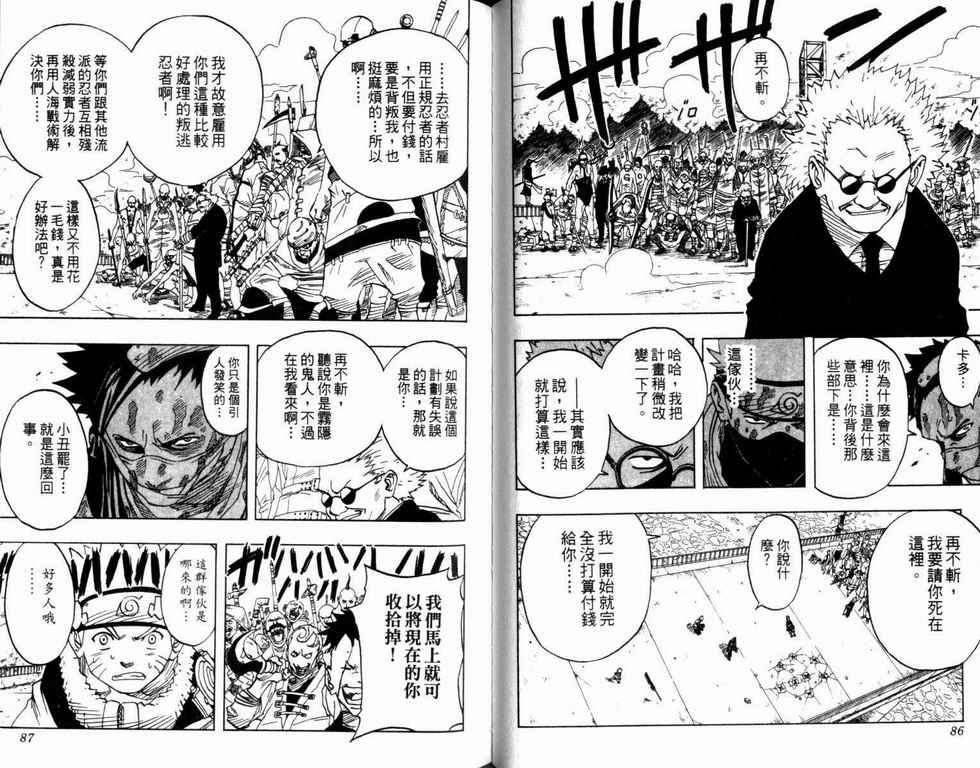 再不斬。
卡多…
你為什麼會來這
裡……這是什麼
意思…你背後那
些部下是……
這傢伙…
哈哈，我把
計畫稍微改
變一下了。
——其實應該
說，我一開始
就打算這樣…
再不斬，
我要請你死在
這裡。
你說什
麼？
我一開始就完
全沒打算付錢
給你……
86
……去忍者村雇
用正規忍者的話
，不但要付錢，
要是背叛我，也
挺麻煩的…所以
啊…
我才故意雇用
你們這種比較
好處理的叛逃
忍者啊！
等你們跟其他流
派的忍者互相殘
殺減弱實力後，
再用人海戰術解
決你們……
這樣又不用花
一毛錢，真是
好辦法吧？
如果說這個
計劃有失誤
的話，那就
是你…
再不斬，
聽說你是霧隱
的鬼人，不過
在我看來啊…
你只是個引
人發笑的…
小丑罷了…
就是這麼回
事。
我們馬上就可
以將現在的你
收拾掉！
這群傢伙是
哪來的啊…
好多人哦
……
87